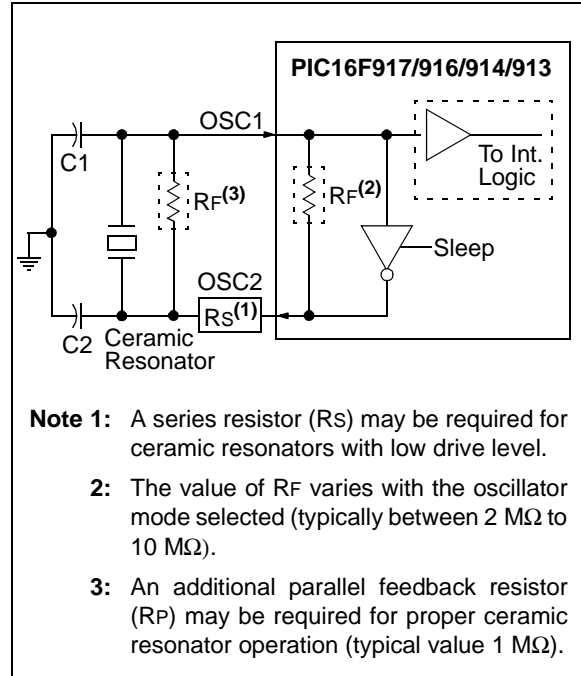 PIC16F917/916/914/913
OSC1
C1
To Int.
Logic
RF(3)
RF(2)
Sleep
OSC2
RS(1)
C2
Ceramic
Resonator
Note 1: A series resistor (RS) may be required for
ceramic resonators with low drive level.
2: The value of RF varies with the oscillator
mode selected (typically between 2 MΩ to
10 MΩ).
3: An additional parallel feedback resistor
(RP) may be required for proper ceramic
resonator operation (typical value 1 MΩ).